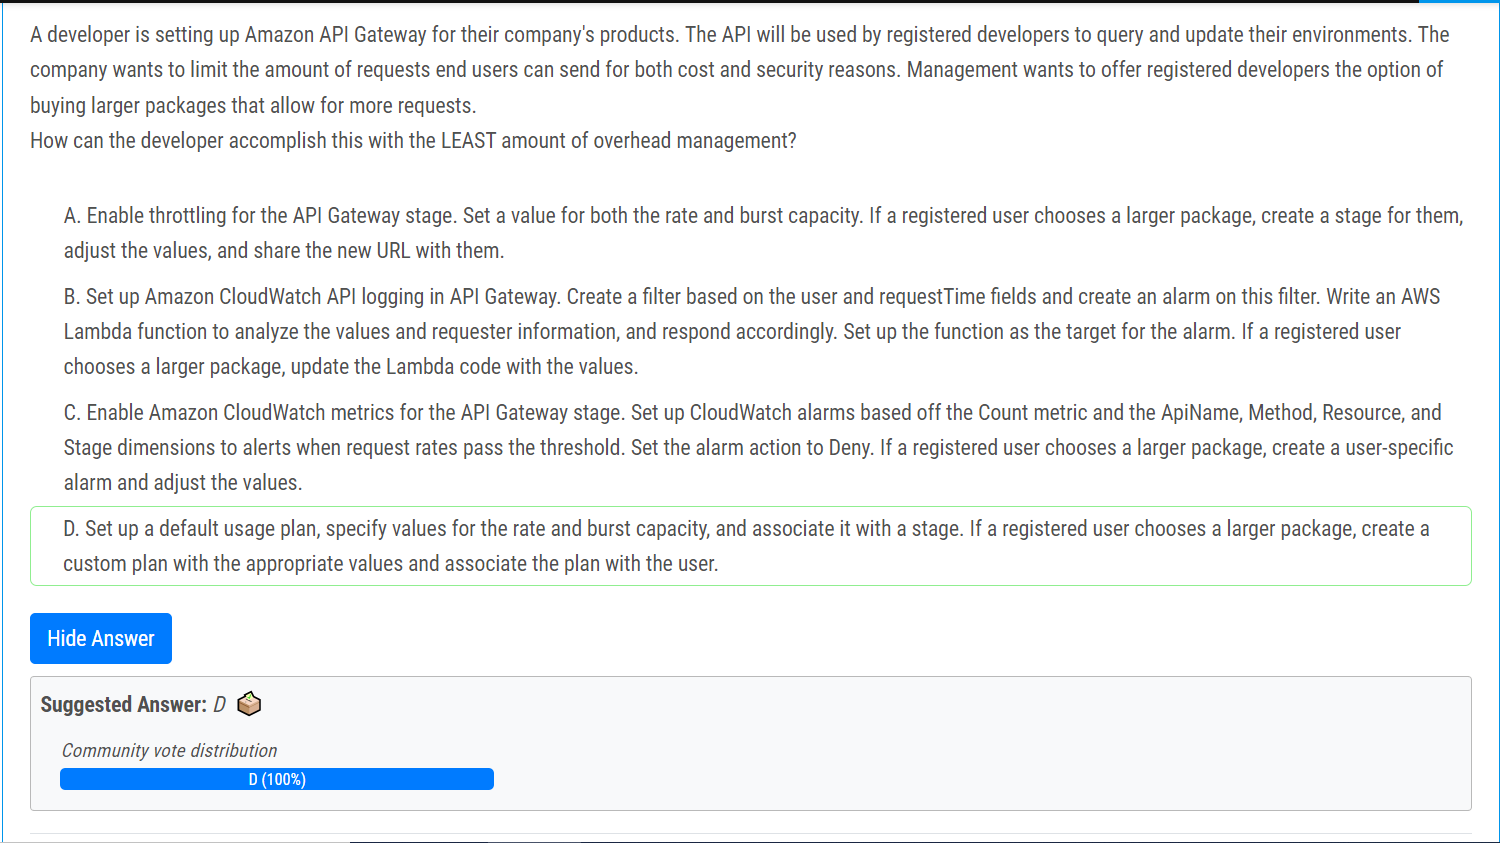 A developer is setting up Amazon API Gateway for their company's products. The API will be used by registered developers to query and update their environments. The
company wants to limit the amount of requests end users can send for both cost and security reasons. Management wants to offer registered developers the option of
buying larger packages that allow for more requests.
How can the developer accomplish this with the LEAST amount of overhead management?
A. Enable throttling for the API Gateway stage. Set a value for both the rate and burst capacity. If a registered user chooses a larger package, create a stage for them,
adjust the values, and share the new URL with them.
B. Set up Amazon CloudWatch API logging in API Gateway. Create a filter based on the user and requestTime fields and create an alarm on this filter. Write an AWS
Lambda function to analyze the values and requester information, and respond accordingly. Set up the function as the target for the alarm. If a registered user
chooses a larger package, update the Lambda code with the values.
C. Enable Amazon CloudWatch metrics for the API Gateway stage. Set up CloudWatch alarms based off the Count metric and the ApiName, Method, Resource, and
Stage dimensions to alerts when request rates pass the threshold. Set the alarm action to Deny. If a registered user chooses a larger package, create a user-specific
alarm and adjust the values.
D. Set up a default usage plan, specify values for the rate and burst capacity, and associate it with a stage. If a registered user chooses a larger package, create a
custom plan with the appropriate values and associate the plan with the user.
Hide Answer
Suggested Answer: D
Community vote distribution
D (100%)